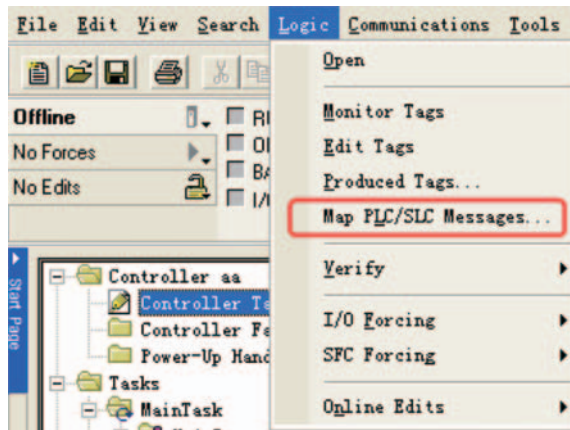 File Edit View Search Logic Communications Tools
Offline
No Forces
No Edits
Open
Monitor Tags
Edit Tags
Produced Tags...
Map PLC/SLC Messages...
Verify
I/O Forcing
SFC Forcing
Online Edits
Start Page
Controller aa
Controller Ta
Controller Fa
Power-Up Hand
Tasks
MainTask